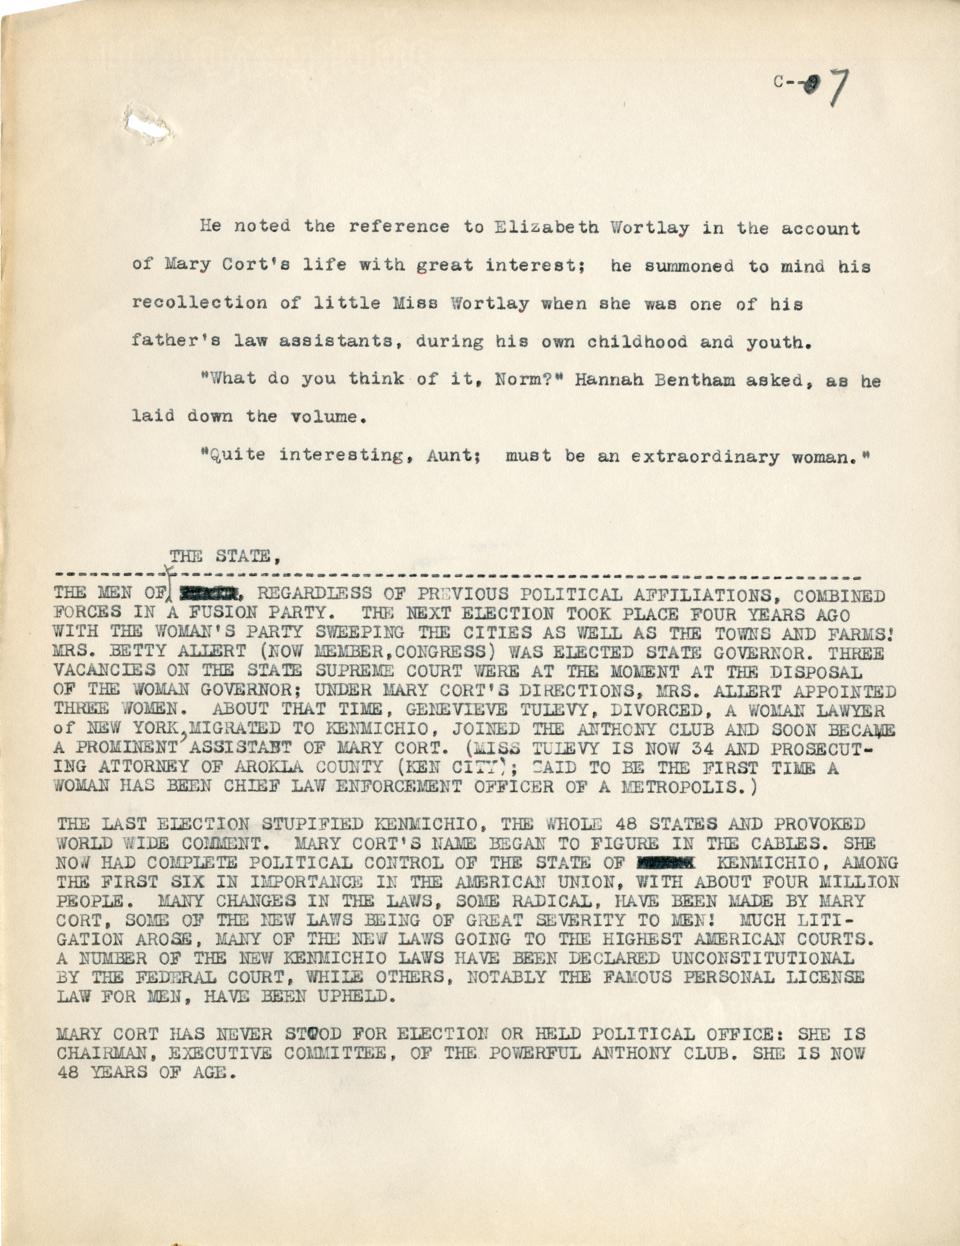 C--7
He noted the reference to Elizabeth Wortlay in the account
of Mary Cort's life with great interest; he summoned to mind his
recollection of little Miss Wortlay when she was one of his
father's law assistants, during his own childhood and youth.
"What do you think of it, Norm?" Hannah Bentham asked, as he
laid down the volume.
"Quite interesting, Aunt; must be an extraordinary woman."
THE STATE,
THE MEN OF , REGARDLESS OF PREVIOUS POLITICAL AFFILIATIONS, COMBINED
FORCES IN A FUSION PARTY. THE NEXT ELECTION TOOK PLACE FOUR YEARS AGO
WITH THE WOMAN'S PARTY SWEEPING THE CITIES AS WELL AS THE TOWNS AND FARMS!
MRS. BETTY ALLERT (NOW MEMBER,CONGRESS) WAS ELECTED STATE GOVERNOR. THREE
VACANCIES ON THE STATE SUPREME COURT WERE AT THE MOMENT AT THE DISPOSAL
OF THE WOMAN GOVERNOR; UNDER MARY CORT'S DIRECTIONS, MRS. ALLERT APPOINTED
THREE WOMEN. ABOUT THAT TIME, GENEVIEVE TULEVY, DIVORCED, A WOMAN LAWYER
of NEW YORK, MIGRATED TO KENMICHIO, JOINED THE ANTHONY CLUB AND SOON BECAME
A PROMINENT ASSISTANT OF MARY CORT. (MISS TULEVY IS NOW 34 AND PROSECUT-
ING ATTORNEY OF AROKLA COUNTY (KEN CITY); SAID TO BE THE FIRST TIME A
WOMAN HAS BEEN CHIEF LAW ENFORCEMENT OFFICER OF A METROPOLIS.)
THE LAST ELECTION STUPIFIED KENMICHIO, THE WHOLE 48 STATES AND PROVOKED
WORLD WIDE COMMENT. MARY CORT'S NAME BEGAN TO FIGURE IN THE CABLES. SHE
NOW HAD COMPLETE POLITICAL CONTROL OF THE STATE OF KENMICHIO, AMONG
THE FIRST SIX IN IMPORTANCE IN THE AMERICAN UNION, WITH ABOUT FOUR MILLION
PEOPLE. MANY CHANGES IN THE LAWS, SOME RADICAL, HAVE BEEN MADE BY MARY
CORT, SOME OF THE NEW LAWS BEING OF GREAT SEVERITY TO MEN! MUCH LITI-
GATION AROSE, MANY OF THE NEW LAWS GOING TO THE HIGHEST AMERICAN COURTS.
A NUMBER OF THE NEW KENMICHIO LAWS HAVE BEEN DECLARED UNCONSTITUTIONAL
BY THE FEDERAL COURT, WHILE OTHERS, NOTABLY THE FAMOUS PERSONAL LICENSE
LAW FOR MEN, HAVE BEEN UPHELD.
MARY CORT HAS NEVER STOOD FOR ELECTION OR HELD POLITICAL OFFICE: SHE IS
CHAIRMAN, EXECUTIVE COMMITTEE, OF THE POWERFUL ANTHONY CLUB. SHE IS NOW
48 YEARS OF AGE.